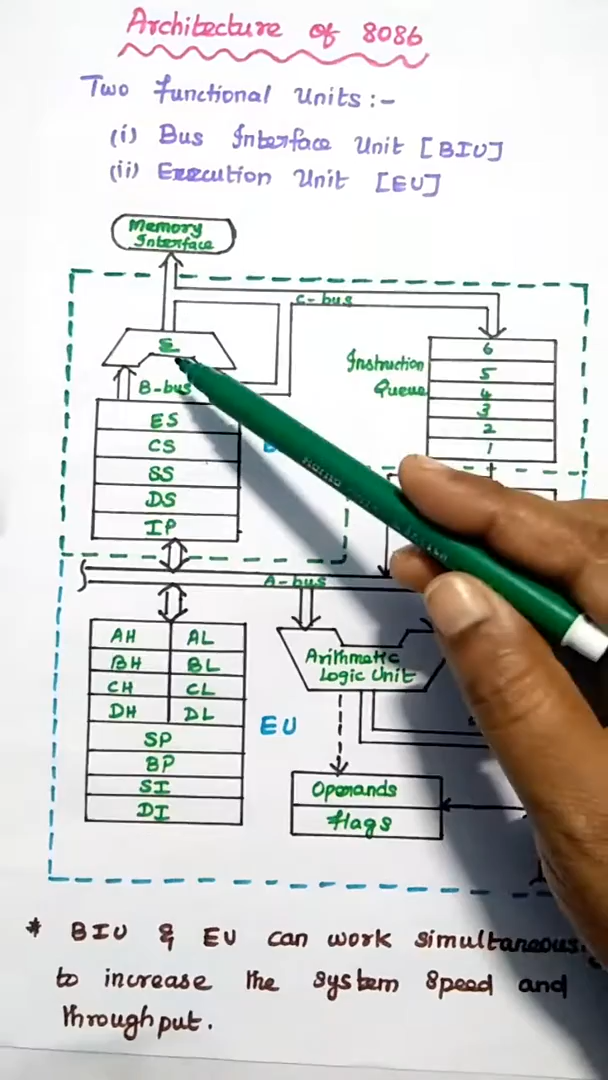 Architecture of 8086
Two functional Units:-
(i) Bus Interface Unit [BIU]
(ii) Execution Unit [EU]
Memory
Interface
C-bus
Σ
B-bus
Instruction
Queue
6
5
4
3
2
1
ES
CS
SS
DS
IP
A-bus
AH AL
BH BL
CH CL
DH DL
SP
BP
SI
DI
EU
Arithmatic
Logic Unit
Operands
flags
* BIU & EU can work simultaneous
to increase the system speed and
throughput.